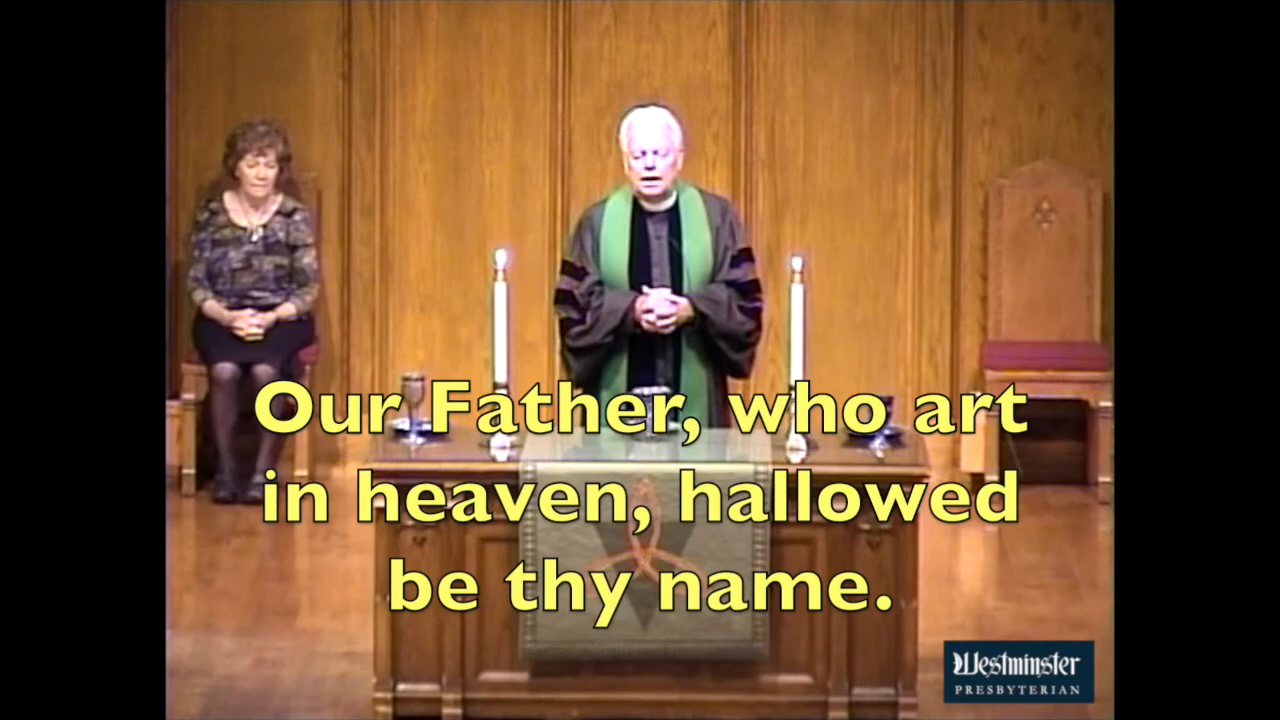 Our Father, who art
in heaven, hallowed
be thy name.
Westminster
PRESBYTERIAN